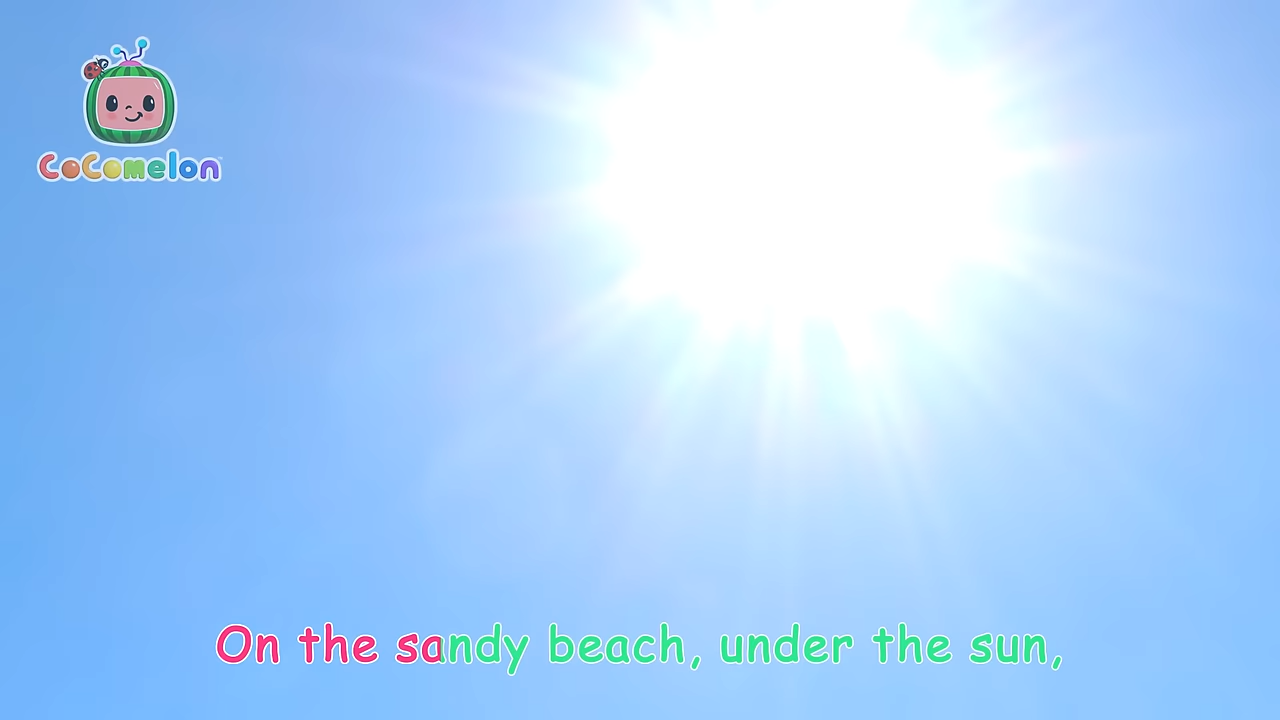 CoComelon
On the sandy beach, under the sun,